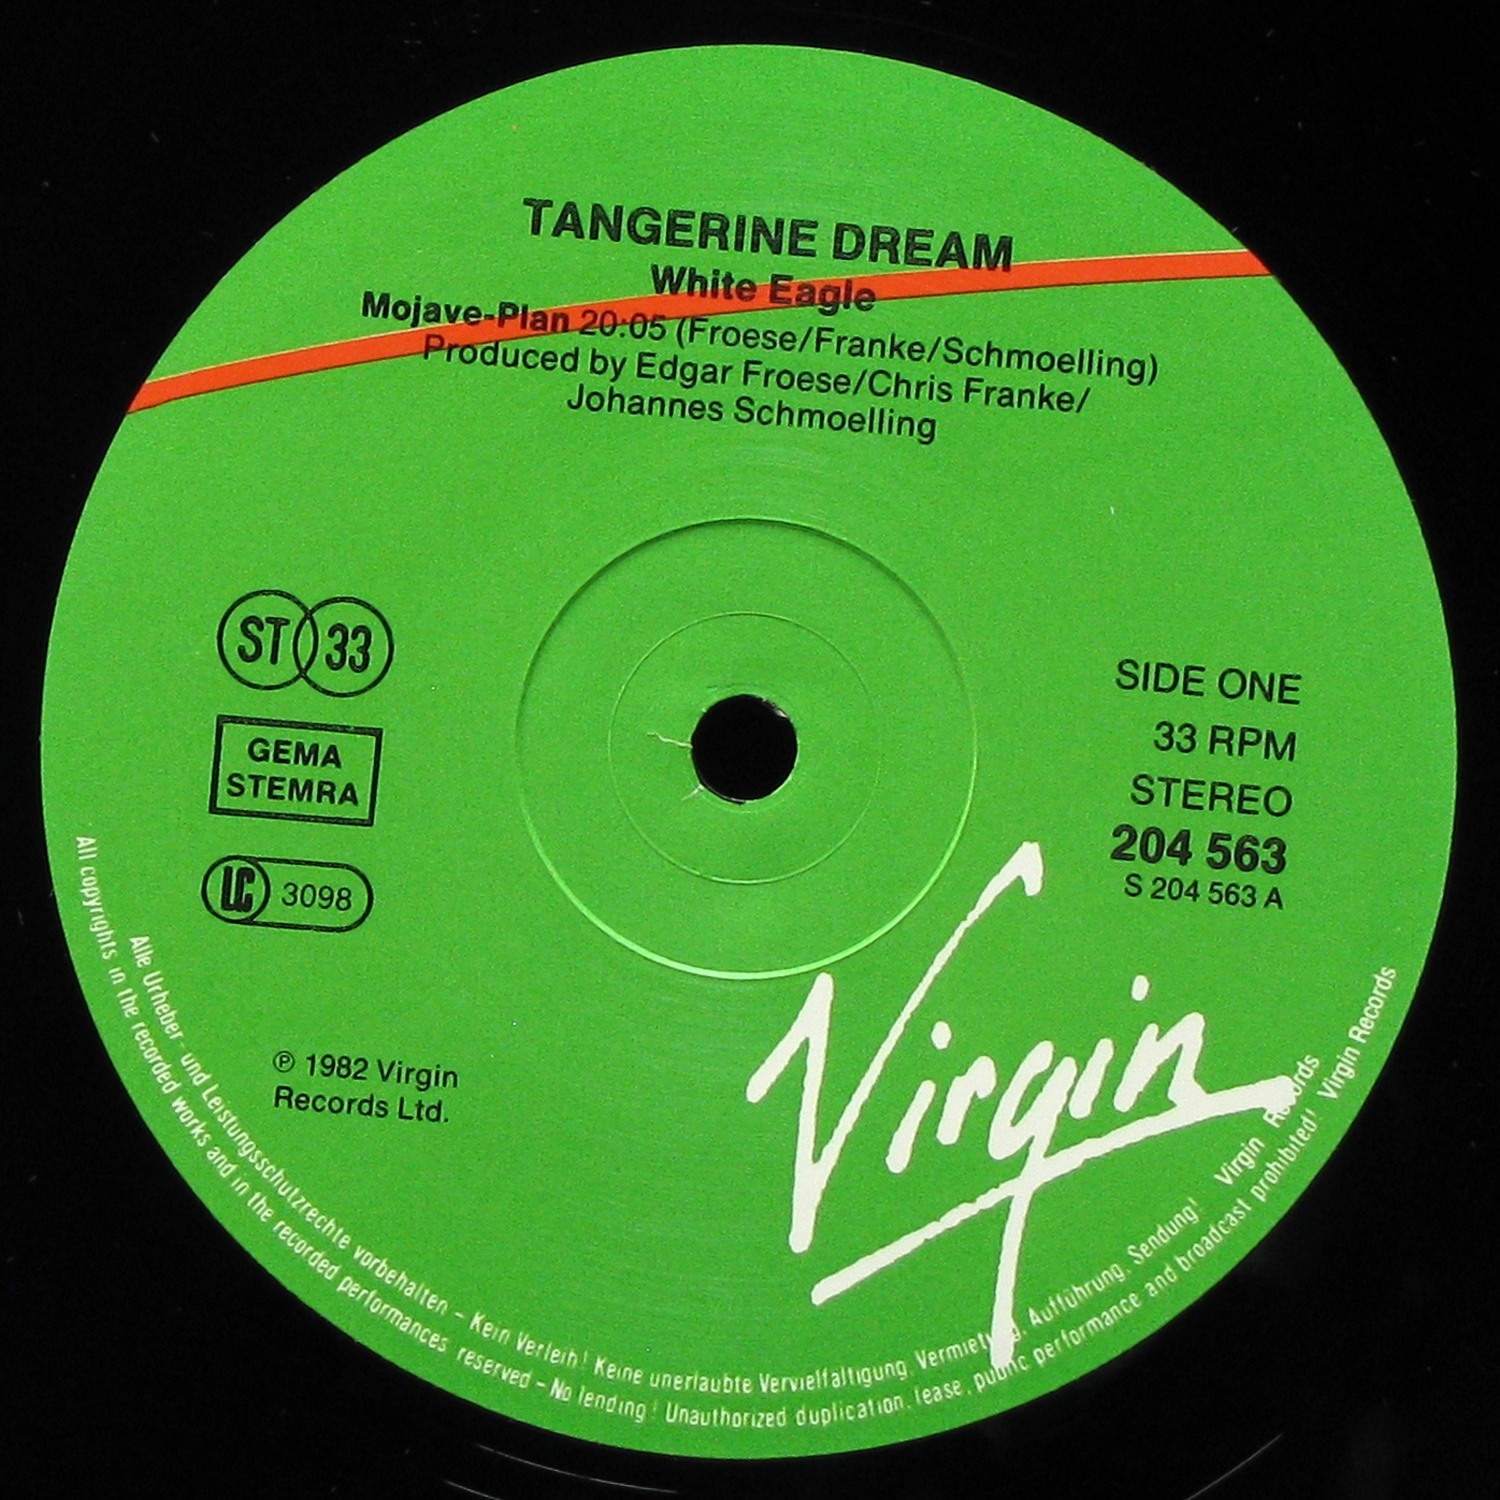 TANGERINE DREAM
White Eagle
Mojave-Plan 20:05 (Froese/Franke/Schmoelling)
Produced by Edgar Froese/Chris Franke/
Johannes Schmoelling
ST 33
GEMA
STEMRA
LC 3098
SIDE ONE
33 RPM
STEREO
204 563
S 204 563 A
℗ 1982 Virgin
Records Ltd.
Virgin
Alle Urheber- und Leistungsschutzrechte vorbehalten – Kein Verleih! Keine unerlaubte Vervielfältigung, Vermietung, Aufführung, Sendung! Virgin Records
All copyrights in the recorded works and in the recorded performances reserved – No lending! Unauthorized duplication, lease, public performance and broadcast prohibited! Virgin Records